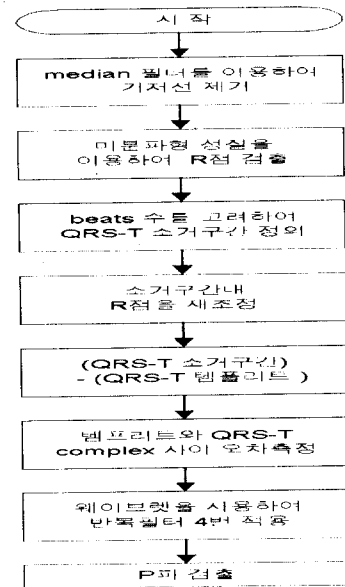 시 작
median 필터를 이용하여
기저선 제거
미분파형 성질을
이용하여 R점 검출
beats 수를 고려하여
QRS-T 소거구간 정의
소거구간내
R점을 재조정
(QRS-T 소거구간)
- (QRS-T 템플리트 )
템프리트와 QRS-T
complex 사이 오차측정
웨이브렛을 사용하여
반복필터 4번 적용
P파 검출